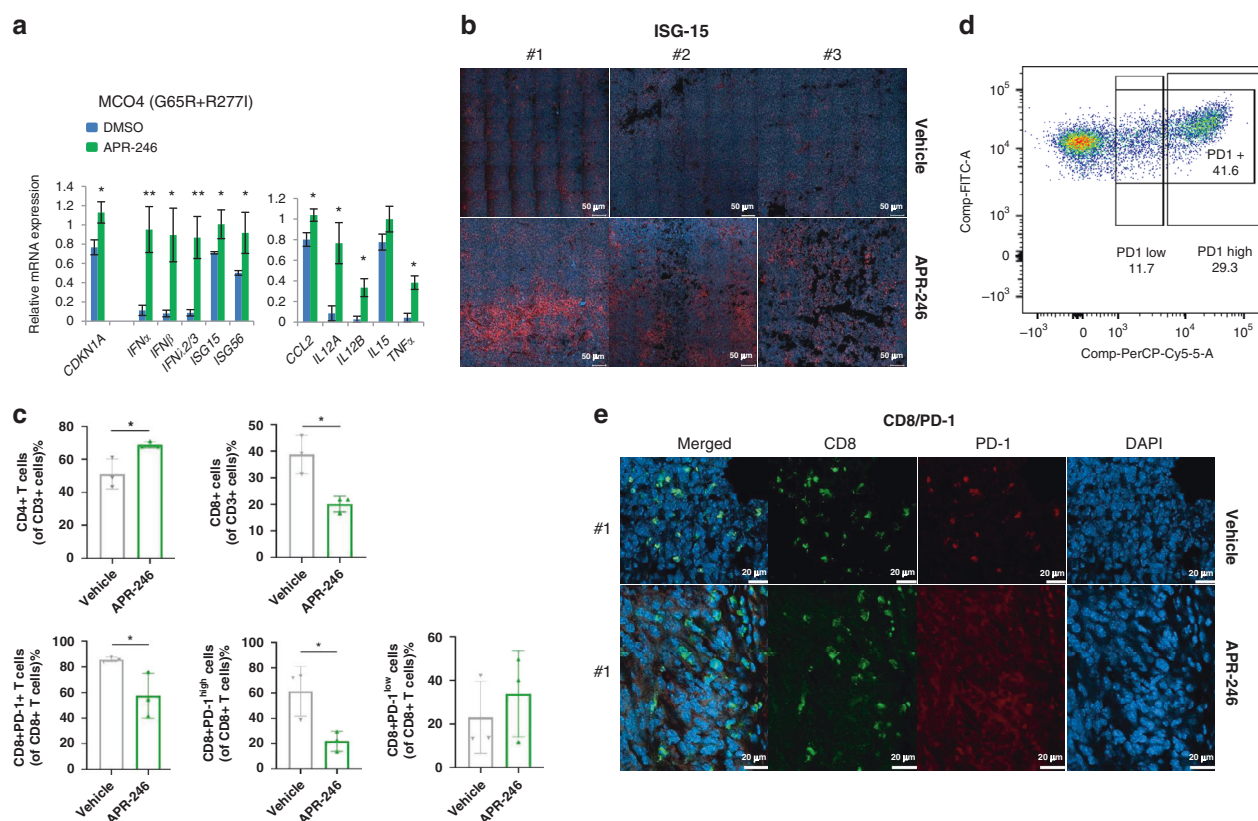 a
MCO4 (G65R+R277I)
DMSO
APR-246
Relative mRNA expression
1.4
1.2
1
0.8
0.6
0.4
0.2
0
* ** * ** * *
CDKN1A
IFNα
IFNβ
IFNλ2/3
ISG15
ISG56
1.2
1
0.8
0.6
0.4
0.2
0
* * * *
CCL2
IL12A
IL12B
IL15
TNFα
b
ISG-15
#1 #2 #3
Vehicle
50 µm 50 µm 50 µm
APR-246
50 µm 50 µm 50 µm
c
CD4+ T cells
(of CD3+ cells)%
80
60
40
20
0
*
Vehicle
APR-246
CD8+ cells
(of CD3+ cells)%
50
40
30
20
10
0
*
Vehicle
APR-246
CD8+PD-1+ T cells
(of CD8+ T cells)%
100
80
60
40
20
0
*
Vehicle
APR-246
CD8+PD-1high cells
(of CD8+ T cells)%
100
80
60
40
20
0
*
Vehicle
APR-246
CD8+PD-1low cells
(of CD8+ T cells)%
60
40
20
0
Vehicle
APR-246
d
Comp-FITC-A
10⁵
10⁴
10³
0
−10³
PD1 +
41.6
PD1 low
11.7
PD1 high
29.3
−10³ 0 10³ 10⁴ 10⁵
Comp-PerCP-Cy5-5-A
e
CD8/PD-1
Merged CD8 PD-1 DAPI
#1
Vehicle
20 µm 20 µm 20 µm 20 µm
#1
APR-246
20 µm 20 µm 20 µm 20 µm